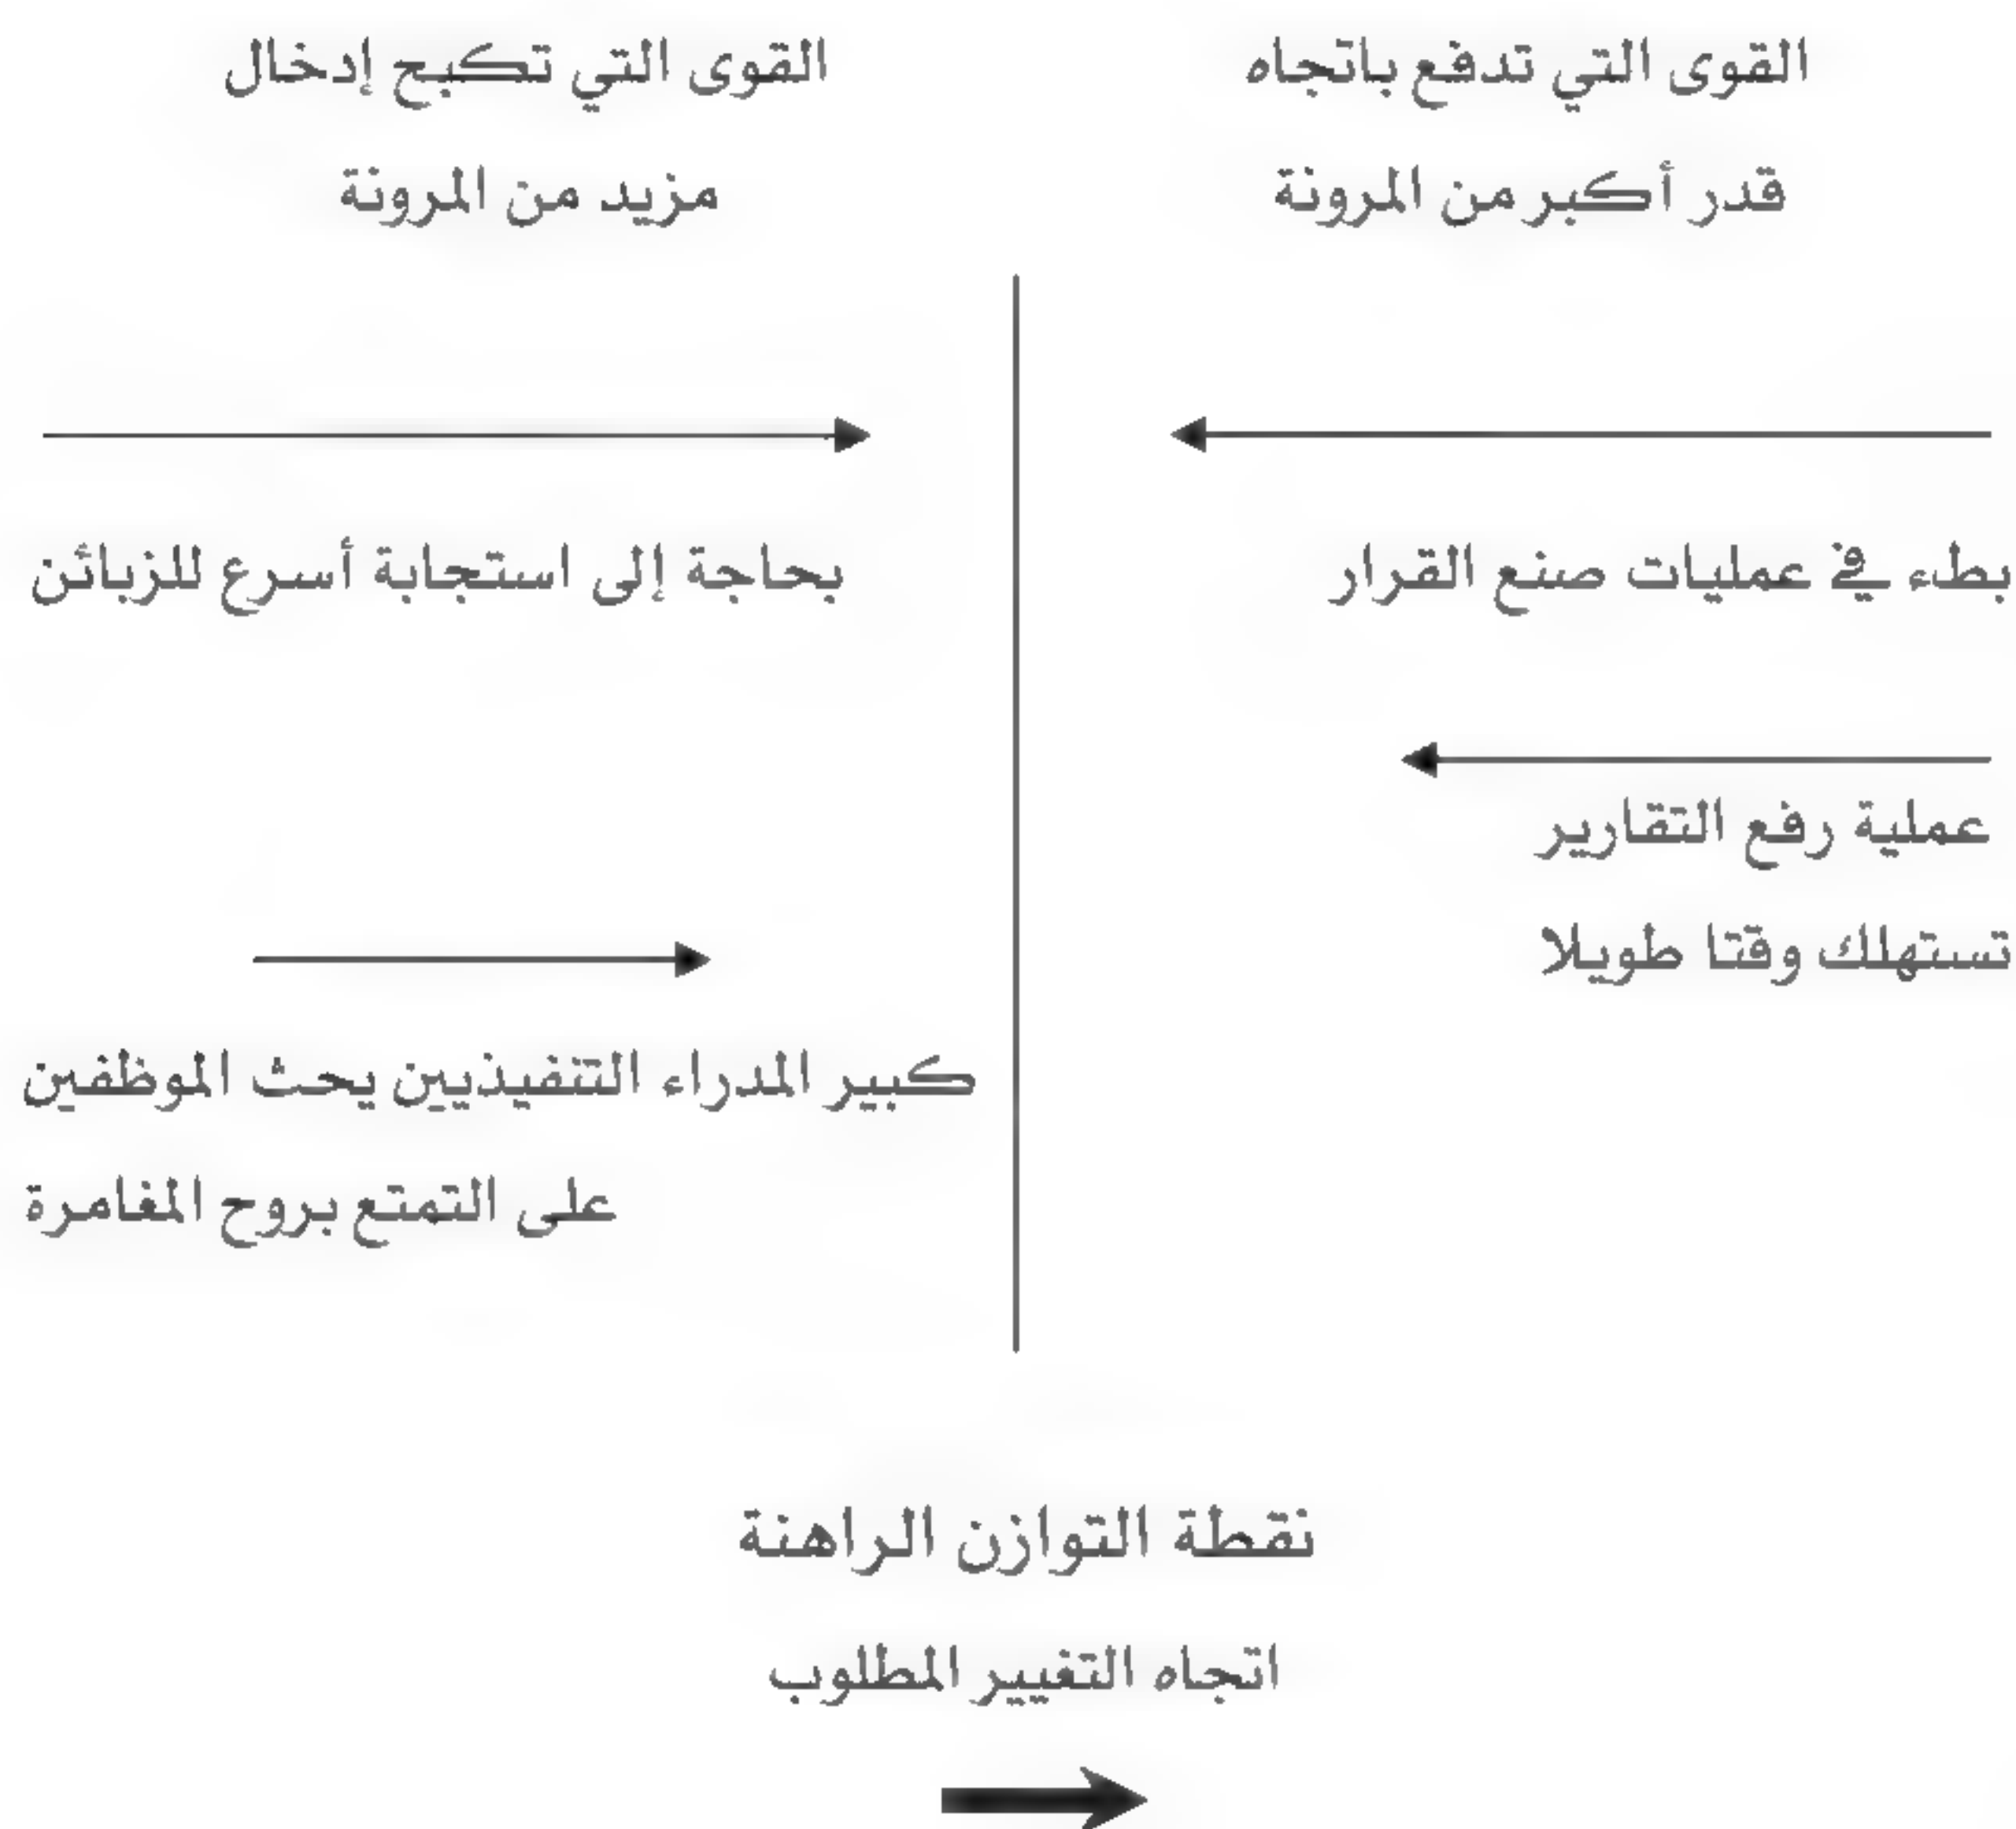 القوى التي تدفع باتجاه
قدر أكبر من المرونة
القوى التي تكبح إدخال
مزيد من المرونة
بطء في عمليات صنع القرار
بحاجة إلى استجابة أسرع للزبائن
عملية رفع التقارير
تستهلك وقتا طويلا
كبير المدراء التنفيذيين يحث الموظفين
على التمتع بروح المغامرة
نقطة التوازن الراهنة
اتجاه التغيير المطلوب